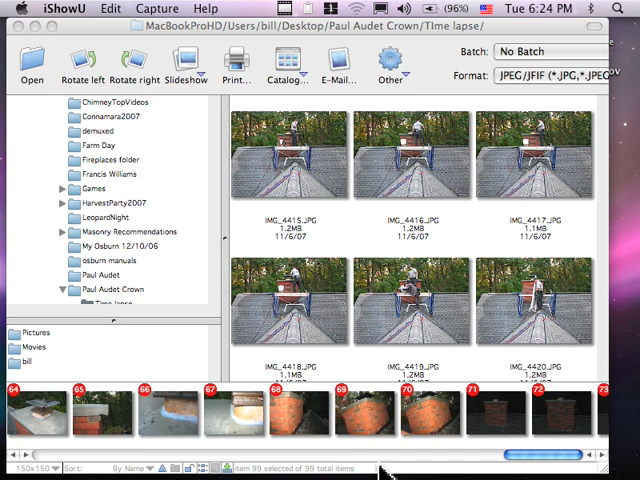 iShowU Edit Capture Help (96%) Tue 6:24 PM
MacBookProHD/Users/bill/Desktop/Paul Audet Crown/TIme lapse/
Open Rotate left Rotate right Slideshow Print... Catalog... E-Mail... Other
Batch: No Batch
Format: JPEG/JFIF (*.JPG,*.JPEG
ov
ChimneyTopVideos
Connamara2007
demuxed
Farm Day
Fireplaces folder
Francis Williams
Games
HarvestParty2007
LeopardNight
Masonry Recommendations
My Osburn 12/10/06
osburn manuals
Paul Audet
Paul Audet Crown
TIme lapse
Pictures
Movies
bill
IMG_4415.JPG
1.2MB
11/6/07
IMG_4416.JPG
1.2MB
11/6/07
IMG_4417.JPG
1.1MB
11/6/07
IMG_4418.JPG
1.1MB
IMG_4419.JPG
1.2MB
IMG_4420.JPG
1.2MB
64 65 66 67 68 69 70 71 72 73
150x150 Sort: By Name item 99 selected of 99 total items